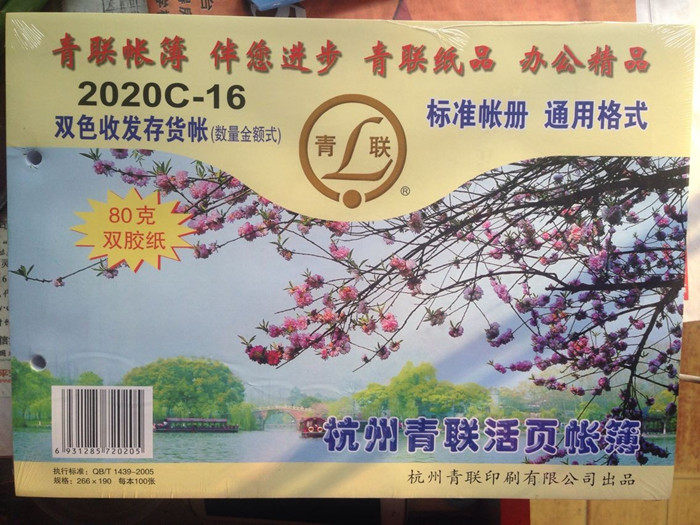 青联帐簿 伴您进步 青联纸品 办公精品
2020C-16
双色收发存货帐(数量金额式)
标准帐册 通用格式
青 联
®
80克
双胶纸
杭州青联活页帐簿
6 931285 720205
执行标准：QB/T 1439-2005
规格：266×190 每本100张
杭州青联印刷有限公司出品